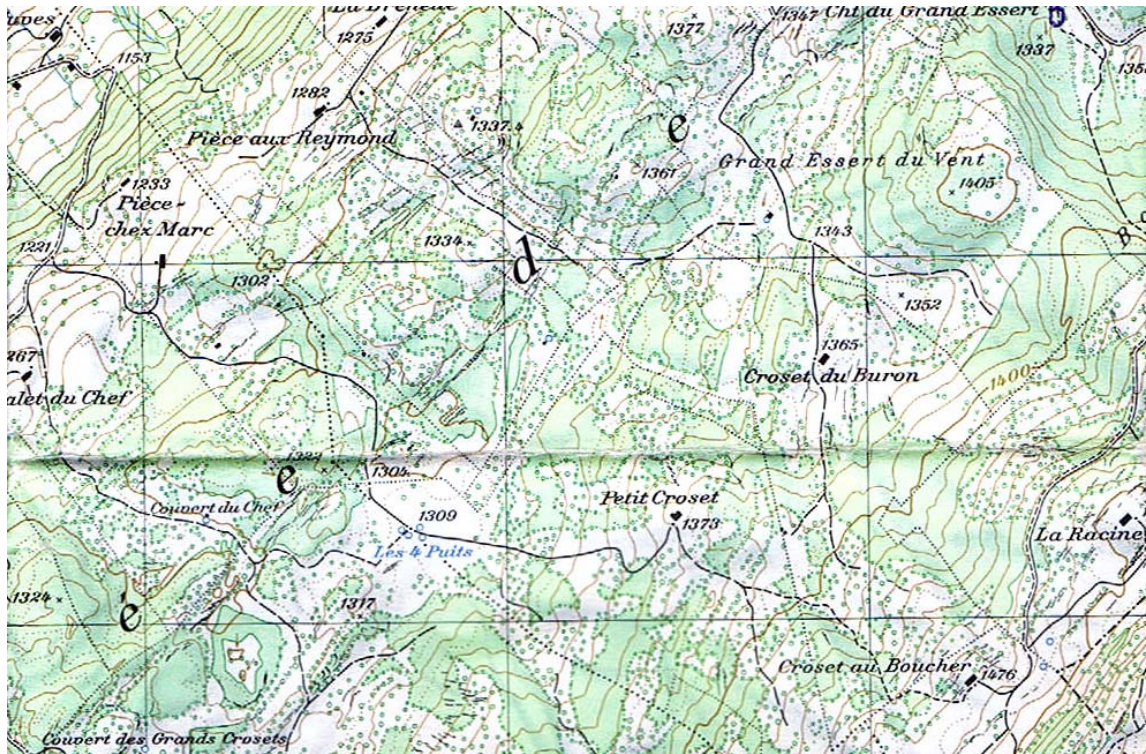 1275
1377
1347
Cht du Grand Essert
1337
1153
1282
1337.4
Pièce aux Reymond
e
1361
Grand Essert du Vent
1405
1233
Pièce-
chez Marc
1221
1334
1343
1302
d
1352
1365
Croset du Buron
1400
1304
e
Couvert du Chef
1309
Petit Croset
1373
La Racine
Les 4 Puits
1324
1317
é
Croset au Boucher
1476
Couvert des Grands Crosets